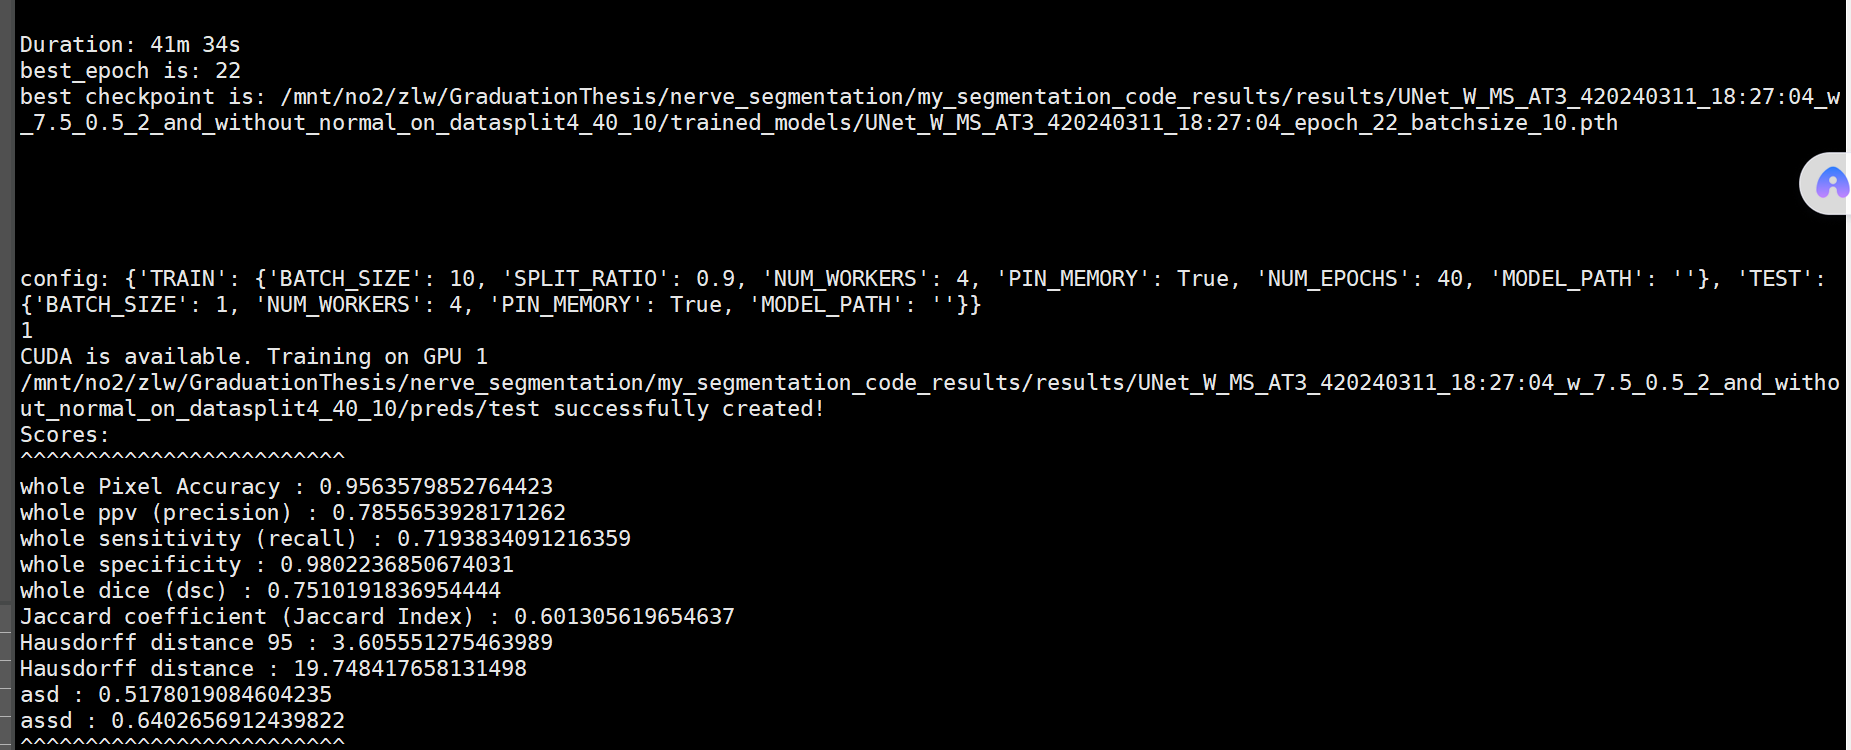 Duration: 41m 34s
best_epoch is: 22
best checkpoint is: /mnt/no2/zlw/GraduationThesis/nerve_segmentation/my_segmentation_code_results/results/UNet_W_MS_AT3_420240311_18:27:04_w
_7.5_0.5_2_and_without_normal_on_datasplit4_40_10/trained_models/UNet_W_MS_AT3_420240311_18:27:04_epoch_22_batchsize_10.pth
config: {'TRAIN': {'BATCH_SIZE': 10, 'SPLIT_RATIO': 0.9, 'NUM_WORKERS': 4, 'PIN_MEMORY': True, 'NUM_EPOCHS': 40, 'MODEL_PATH': ''}, 'TEST':
{'BATCH_SIZE': 1, 'NUM_WORKERS': 4, 'PIN_MEMORY': True, 'MODEL_PATH': ''}}
1
CUDA is available. Training on GPU 1
/mnt/no2/zlw/GraduationThesis/nerve_segmentation/my_segmentation_code_results/results/UNet_W_MS_AT3_420240311_18:27:04_w_7.5_0.5_2_and_witho
ut_normal_on_datasplit4_40_10/preds/test successfully created!
Scores:
^^^^^^^^^^^^^^^^^^^^^^^^^
whole Pixel Accuracy : 0.9563579852764423
whole ppv (precision) : 0.7855653928171262
whole sensitivity (recall) : 0.7193834091216359
whole specificity : 0.9802236850674031
whole dice (dsc) : 0.7510191836954444
Jaccard coefficient (Jaccard Index) : 0.601305619654637
Hausdorff distance 95 : 3.605551275463989
Hausdorff distance : 19.748417658131498
asd : 0.5178019084604235
assd : 0.6402656912439822
^^^^^^^^^^^^^^^^^^^^^^^^^